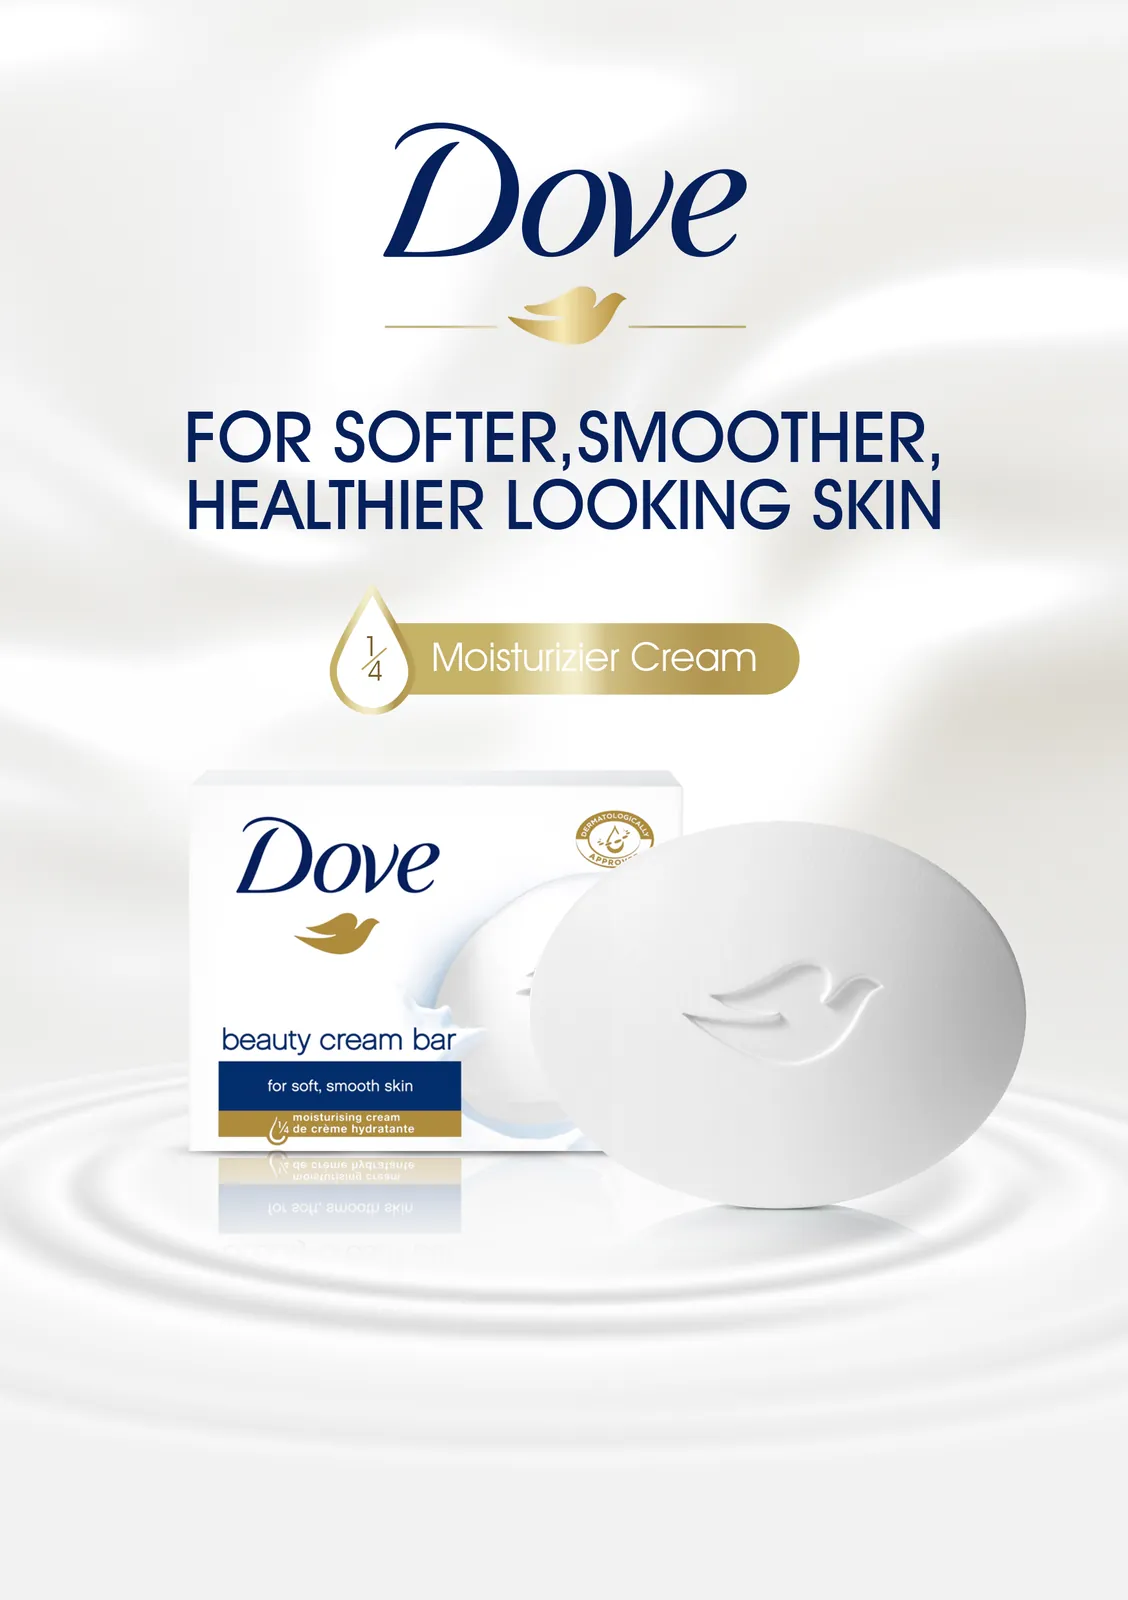 Dove
FOR SOFTER,SMOOTHER,
HEALTHIER LOOKING SKIN
1/4 Moisturizier Cream
Dove
DERMATOLOGICALLY
beauty cream bar
for soft, smooth skin
moisturising cream
1/4 de crème hydratante